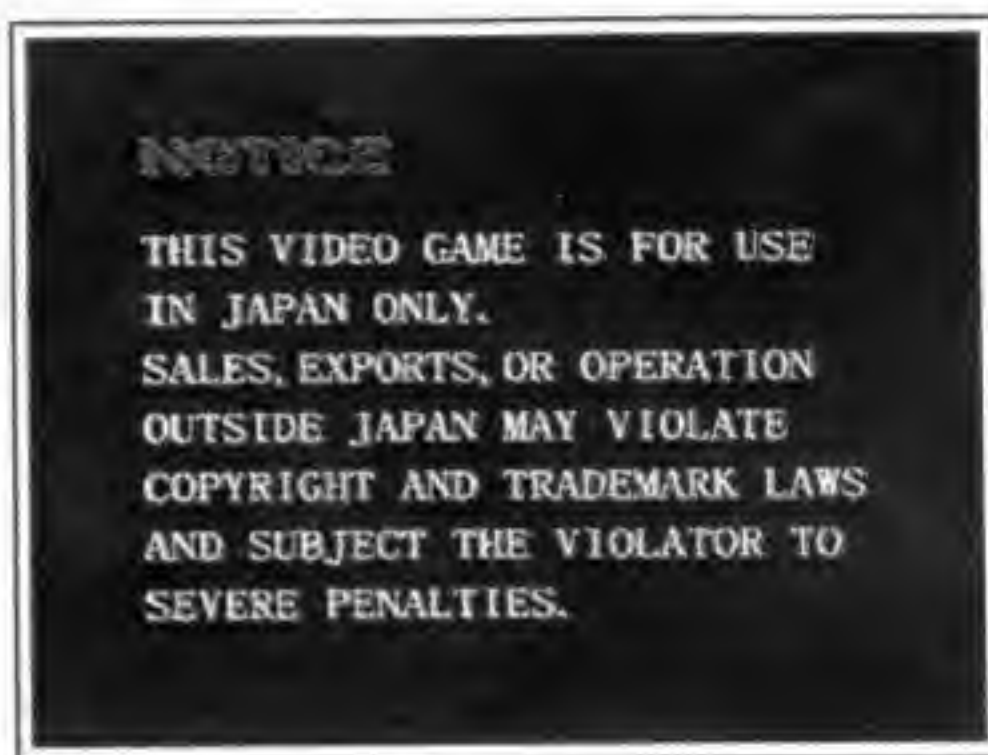 NOTICE
THIS VIDEO GAME IS FOR USE
IN JAPAN ONLY.
SALES, EXPORTS, OR OPERATION
OUTSIDE JAPAN MAY VIOLATE
COPYRIGHT AND TRADEMARK LAWS
AND SUBJECT THE VIOLATOR TO
SEVERE PENALTIES.